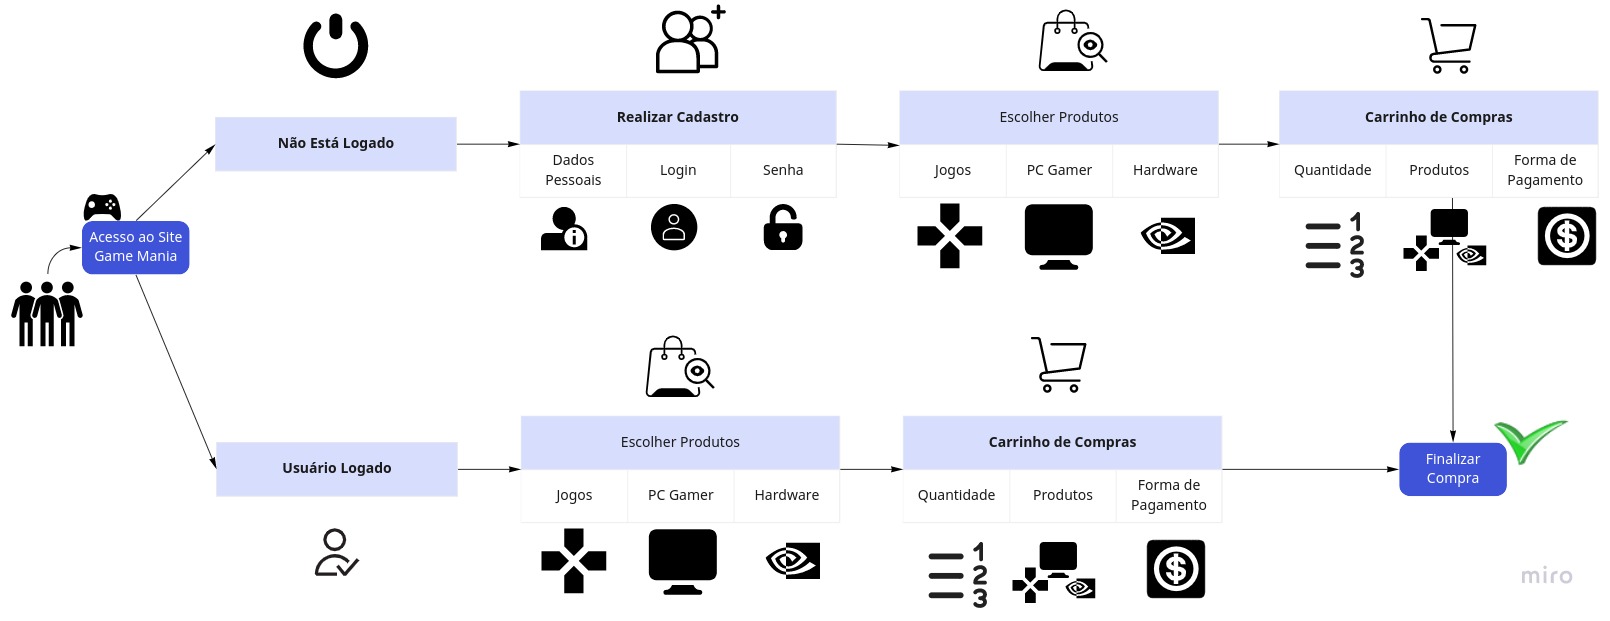 Não Está Logado
Realizar Cadastro
Dados
Pessoais
Login
Senha
Escolher Produtos
Jogos
PC Gamer
Hardware
Carrinho de Compras
Quantidade
Produtos
Forma de
Pagamento
1
2
3
Acesso ao Site
Game Mania
Usuário Logado
Escolher Produtos
Jogos
PC Gamer
Hardware
Carrinho de Compras
Quantidade
Produtos
Forma de
Pagamento
1
2
3
Finalizar
Compra
miro